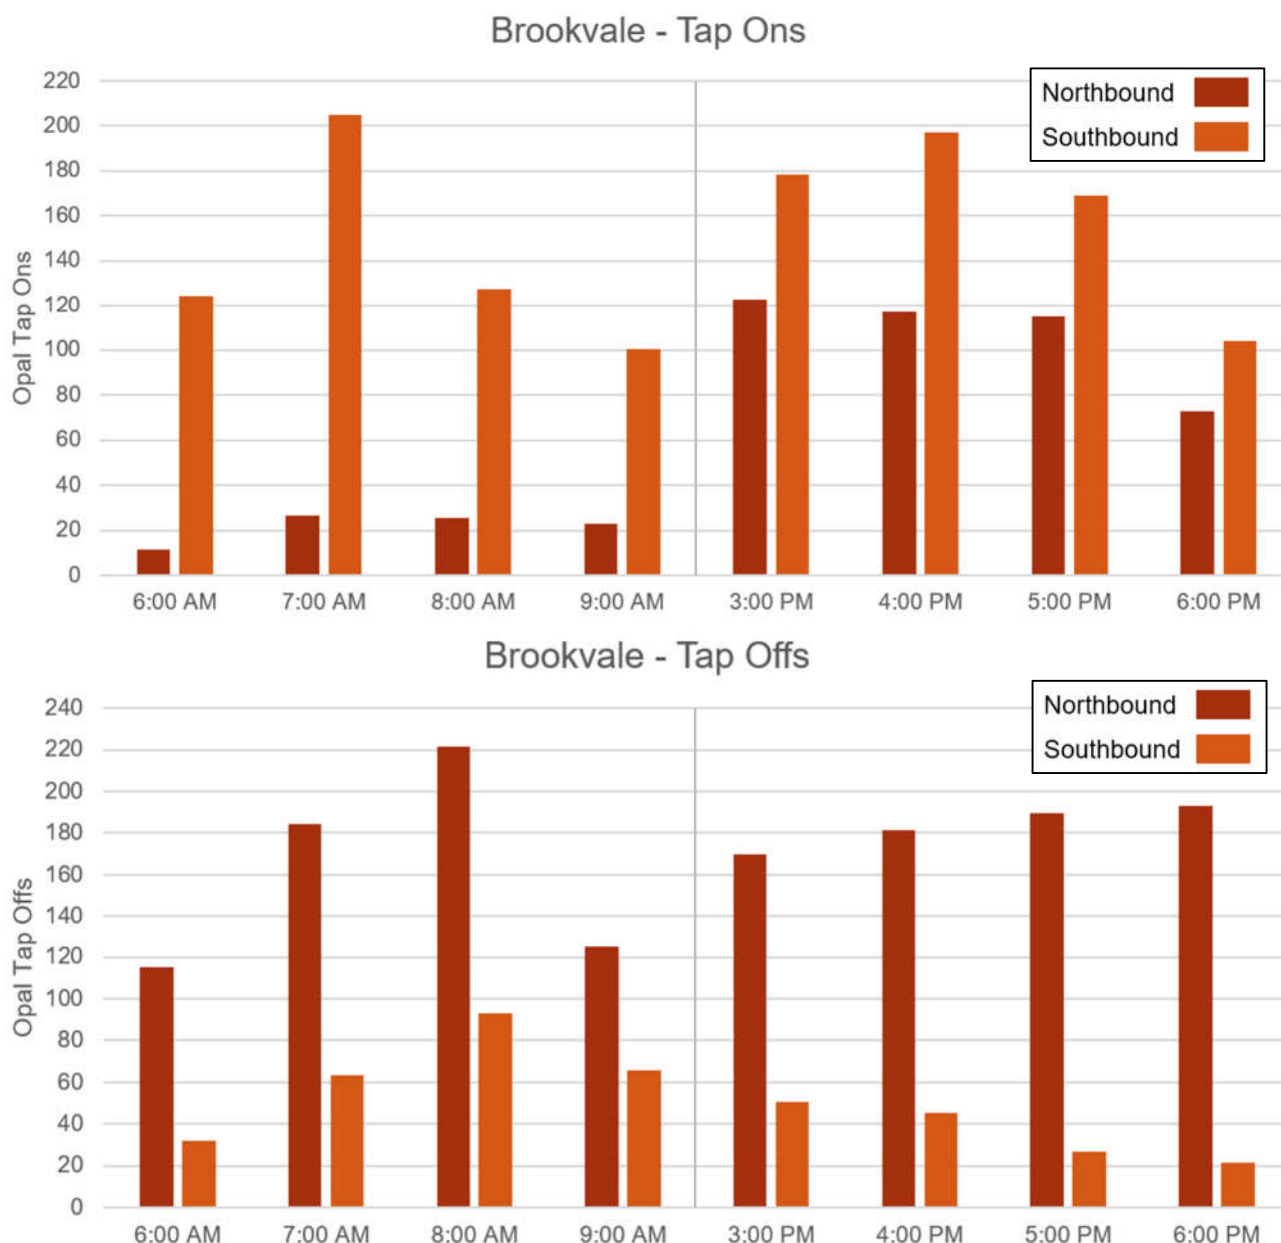 Brookvale - Tap Ons
220
200
180
160
140
120
100
80
60
40
20
0
Opal Tap Ons
Northbound
Southbound
6:00 AM 7:00 AM 8:00 AM 9:00 AM 3:00 PM 4:00 PM 5:00 PM 6:00 PM
Brookvale - Tap Offs
240
220
200
180
160
140
120
100
80
60
40
20
0
Opal Tap Offs
Northbound
Southbound
6:00 AM 7:00 AM 8:00 AM 9:00 AM 3:00 PM 4:00 PM 5:00 PM 6:00 PM